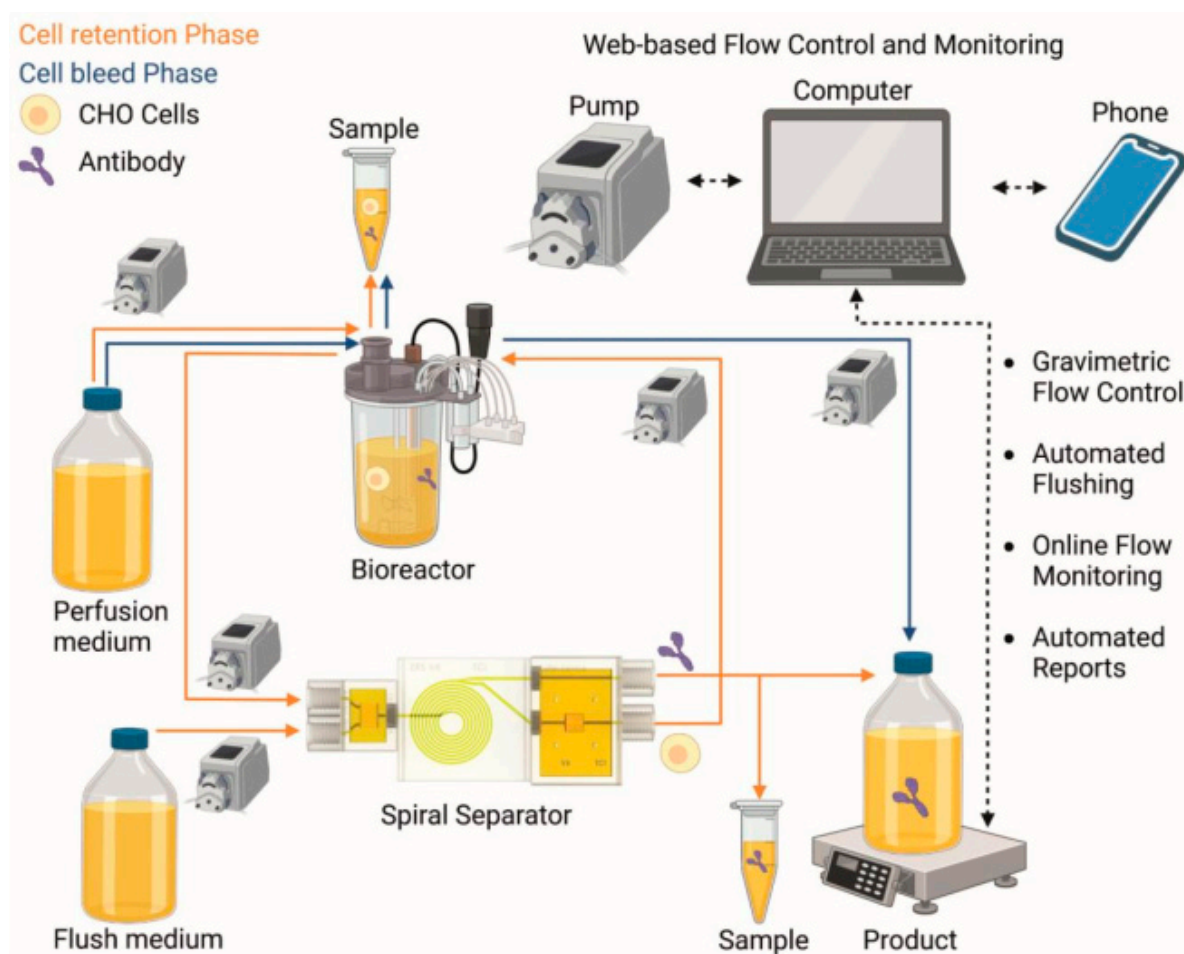 Cell retention Phase
Cell bleed Phase
CHO Cells
Antibody
Web-based Flow Control and Monitoring
Sample
Pump
Computer
Phone
Bioreactor
Perfusion
medium
• Gravimetric
Flow Control
• Automated
Flushing
• Online Flow
Monitoring
• Automated
Reports
Spiral Separator
Flush medium
Sample
Product